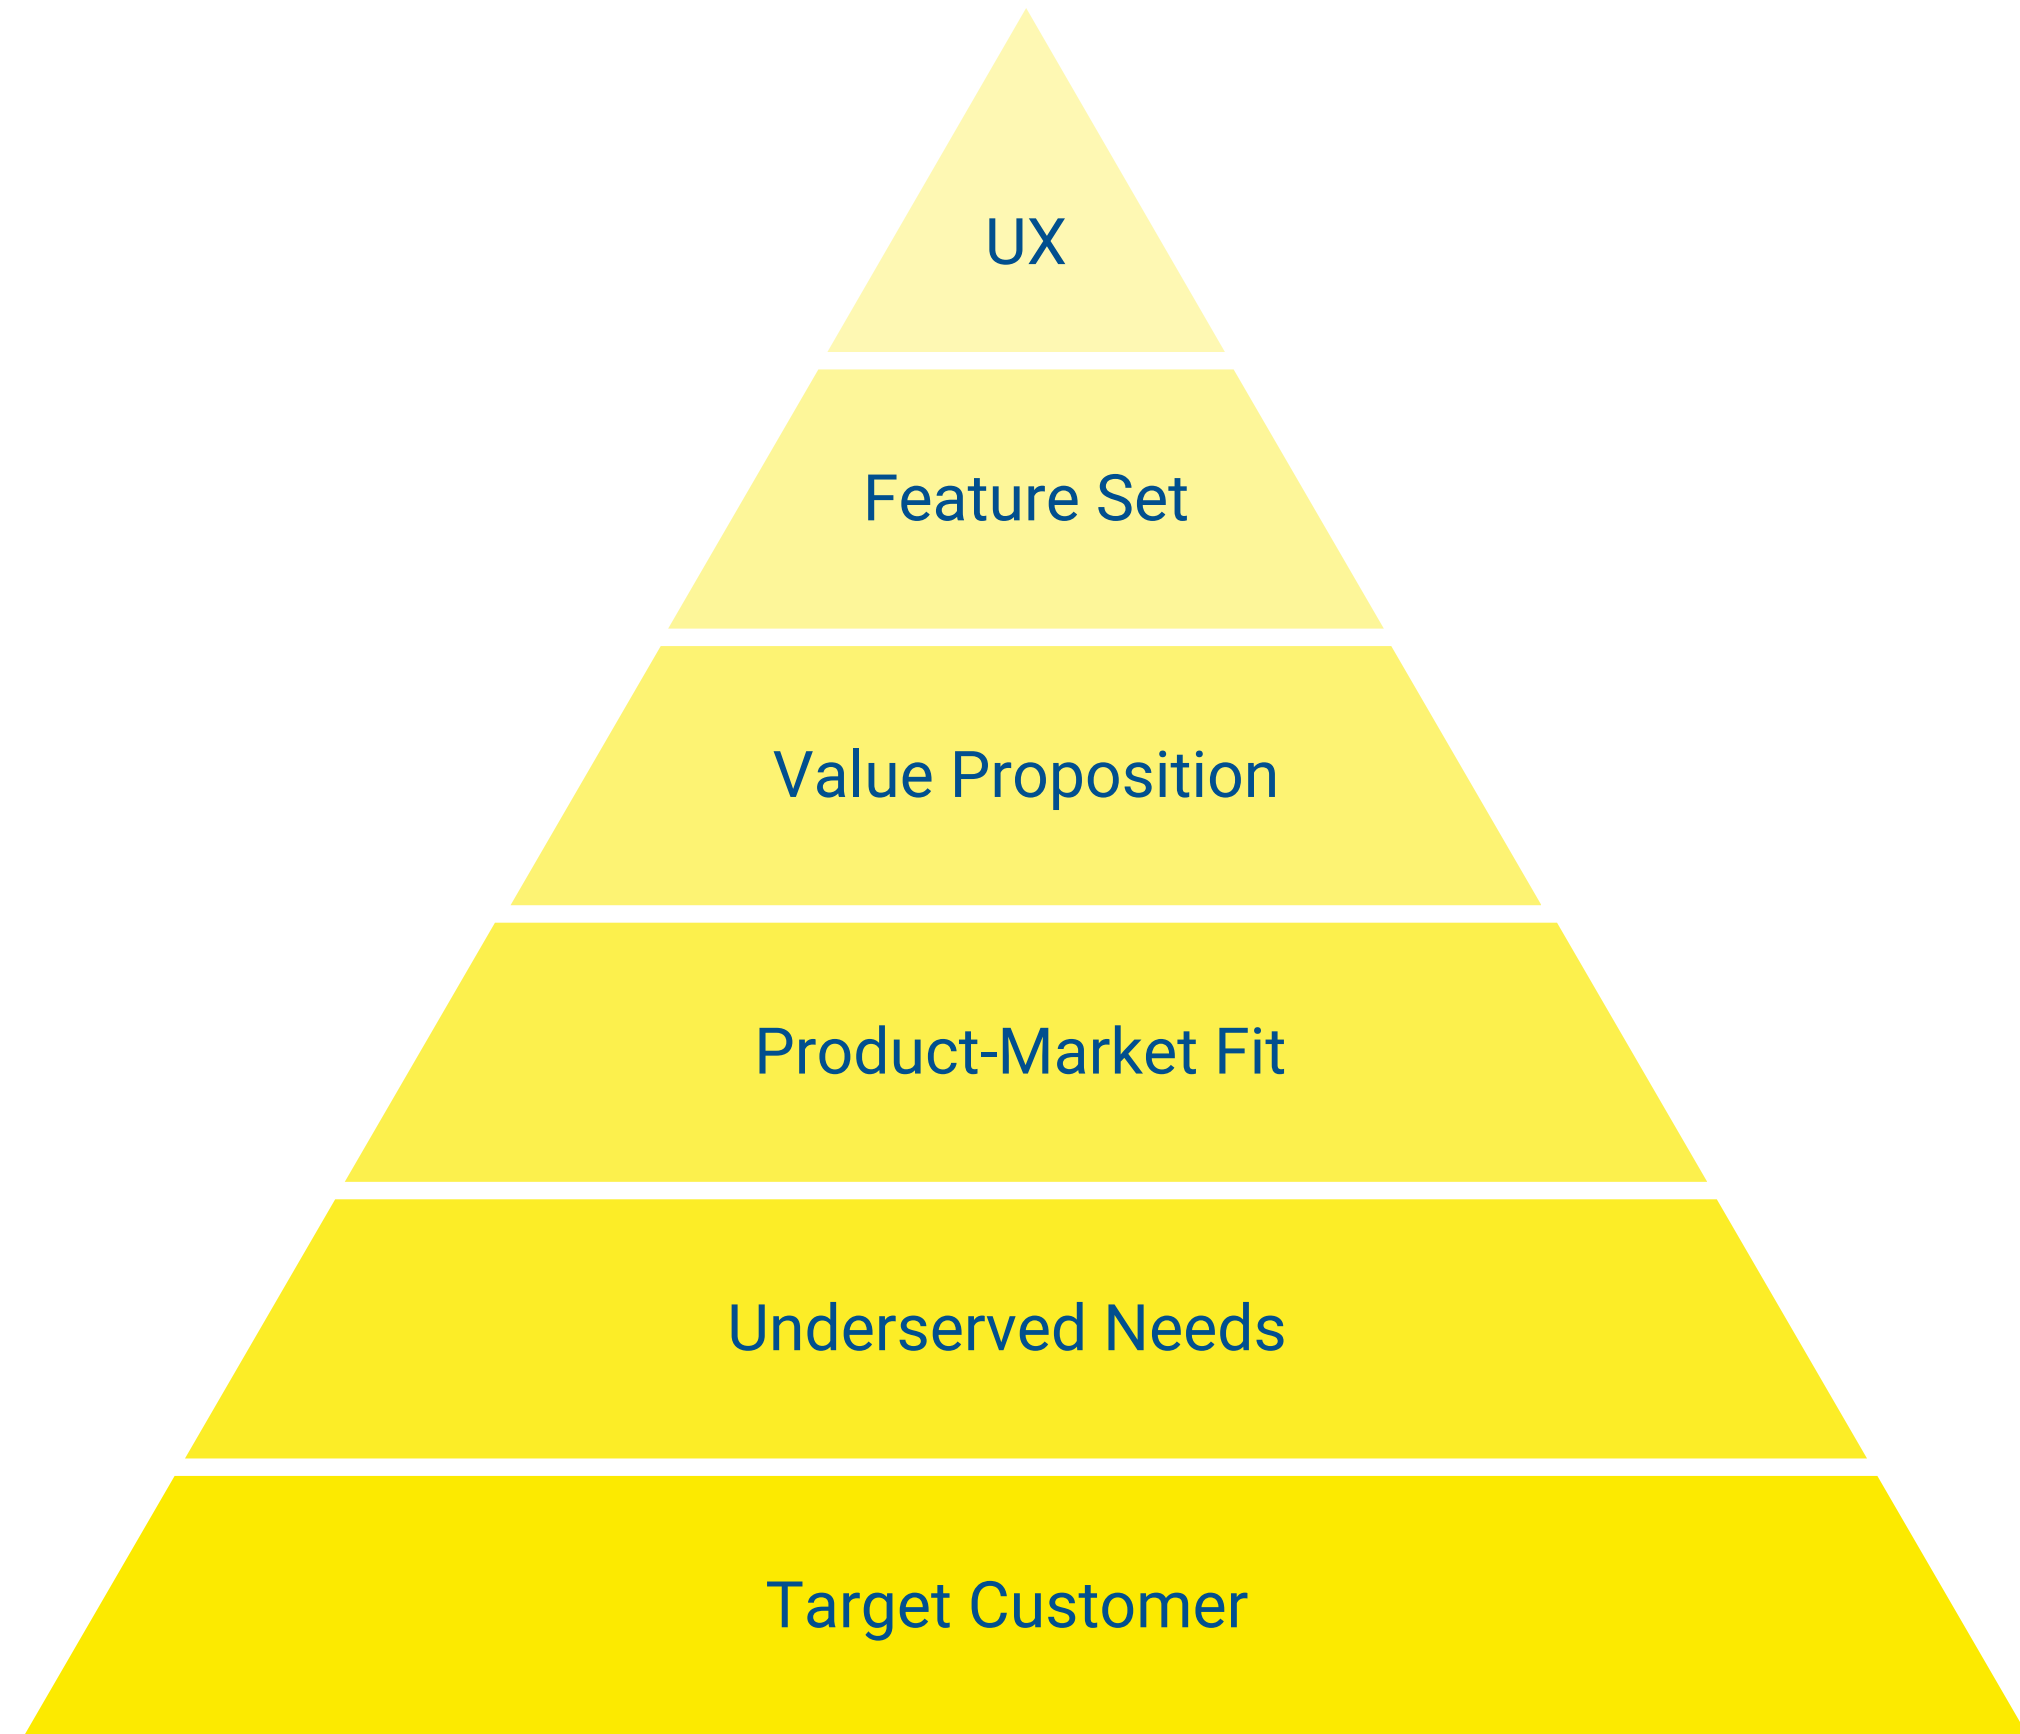 UX
Feature Set
Value Proposition
Product-Market Fit
Underserved Needs
Target Customer